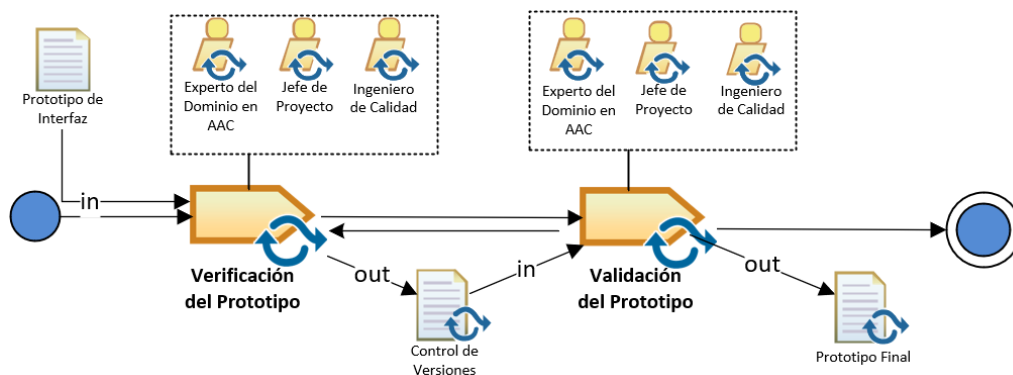 Prototipo de
Interfaz
Experto del
Dominio en
AAC
Jefe de
Proyecto
Ingeniero
de Calidad
Experto del
Dominio en
AAC
Jefe de
Proyecto
Ingeniero
de Calidad
in
Verificación
del Prototipo
out
Control de
Versiones
in
Validación
del Prototipo
out
Prototipo Final